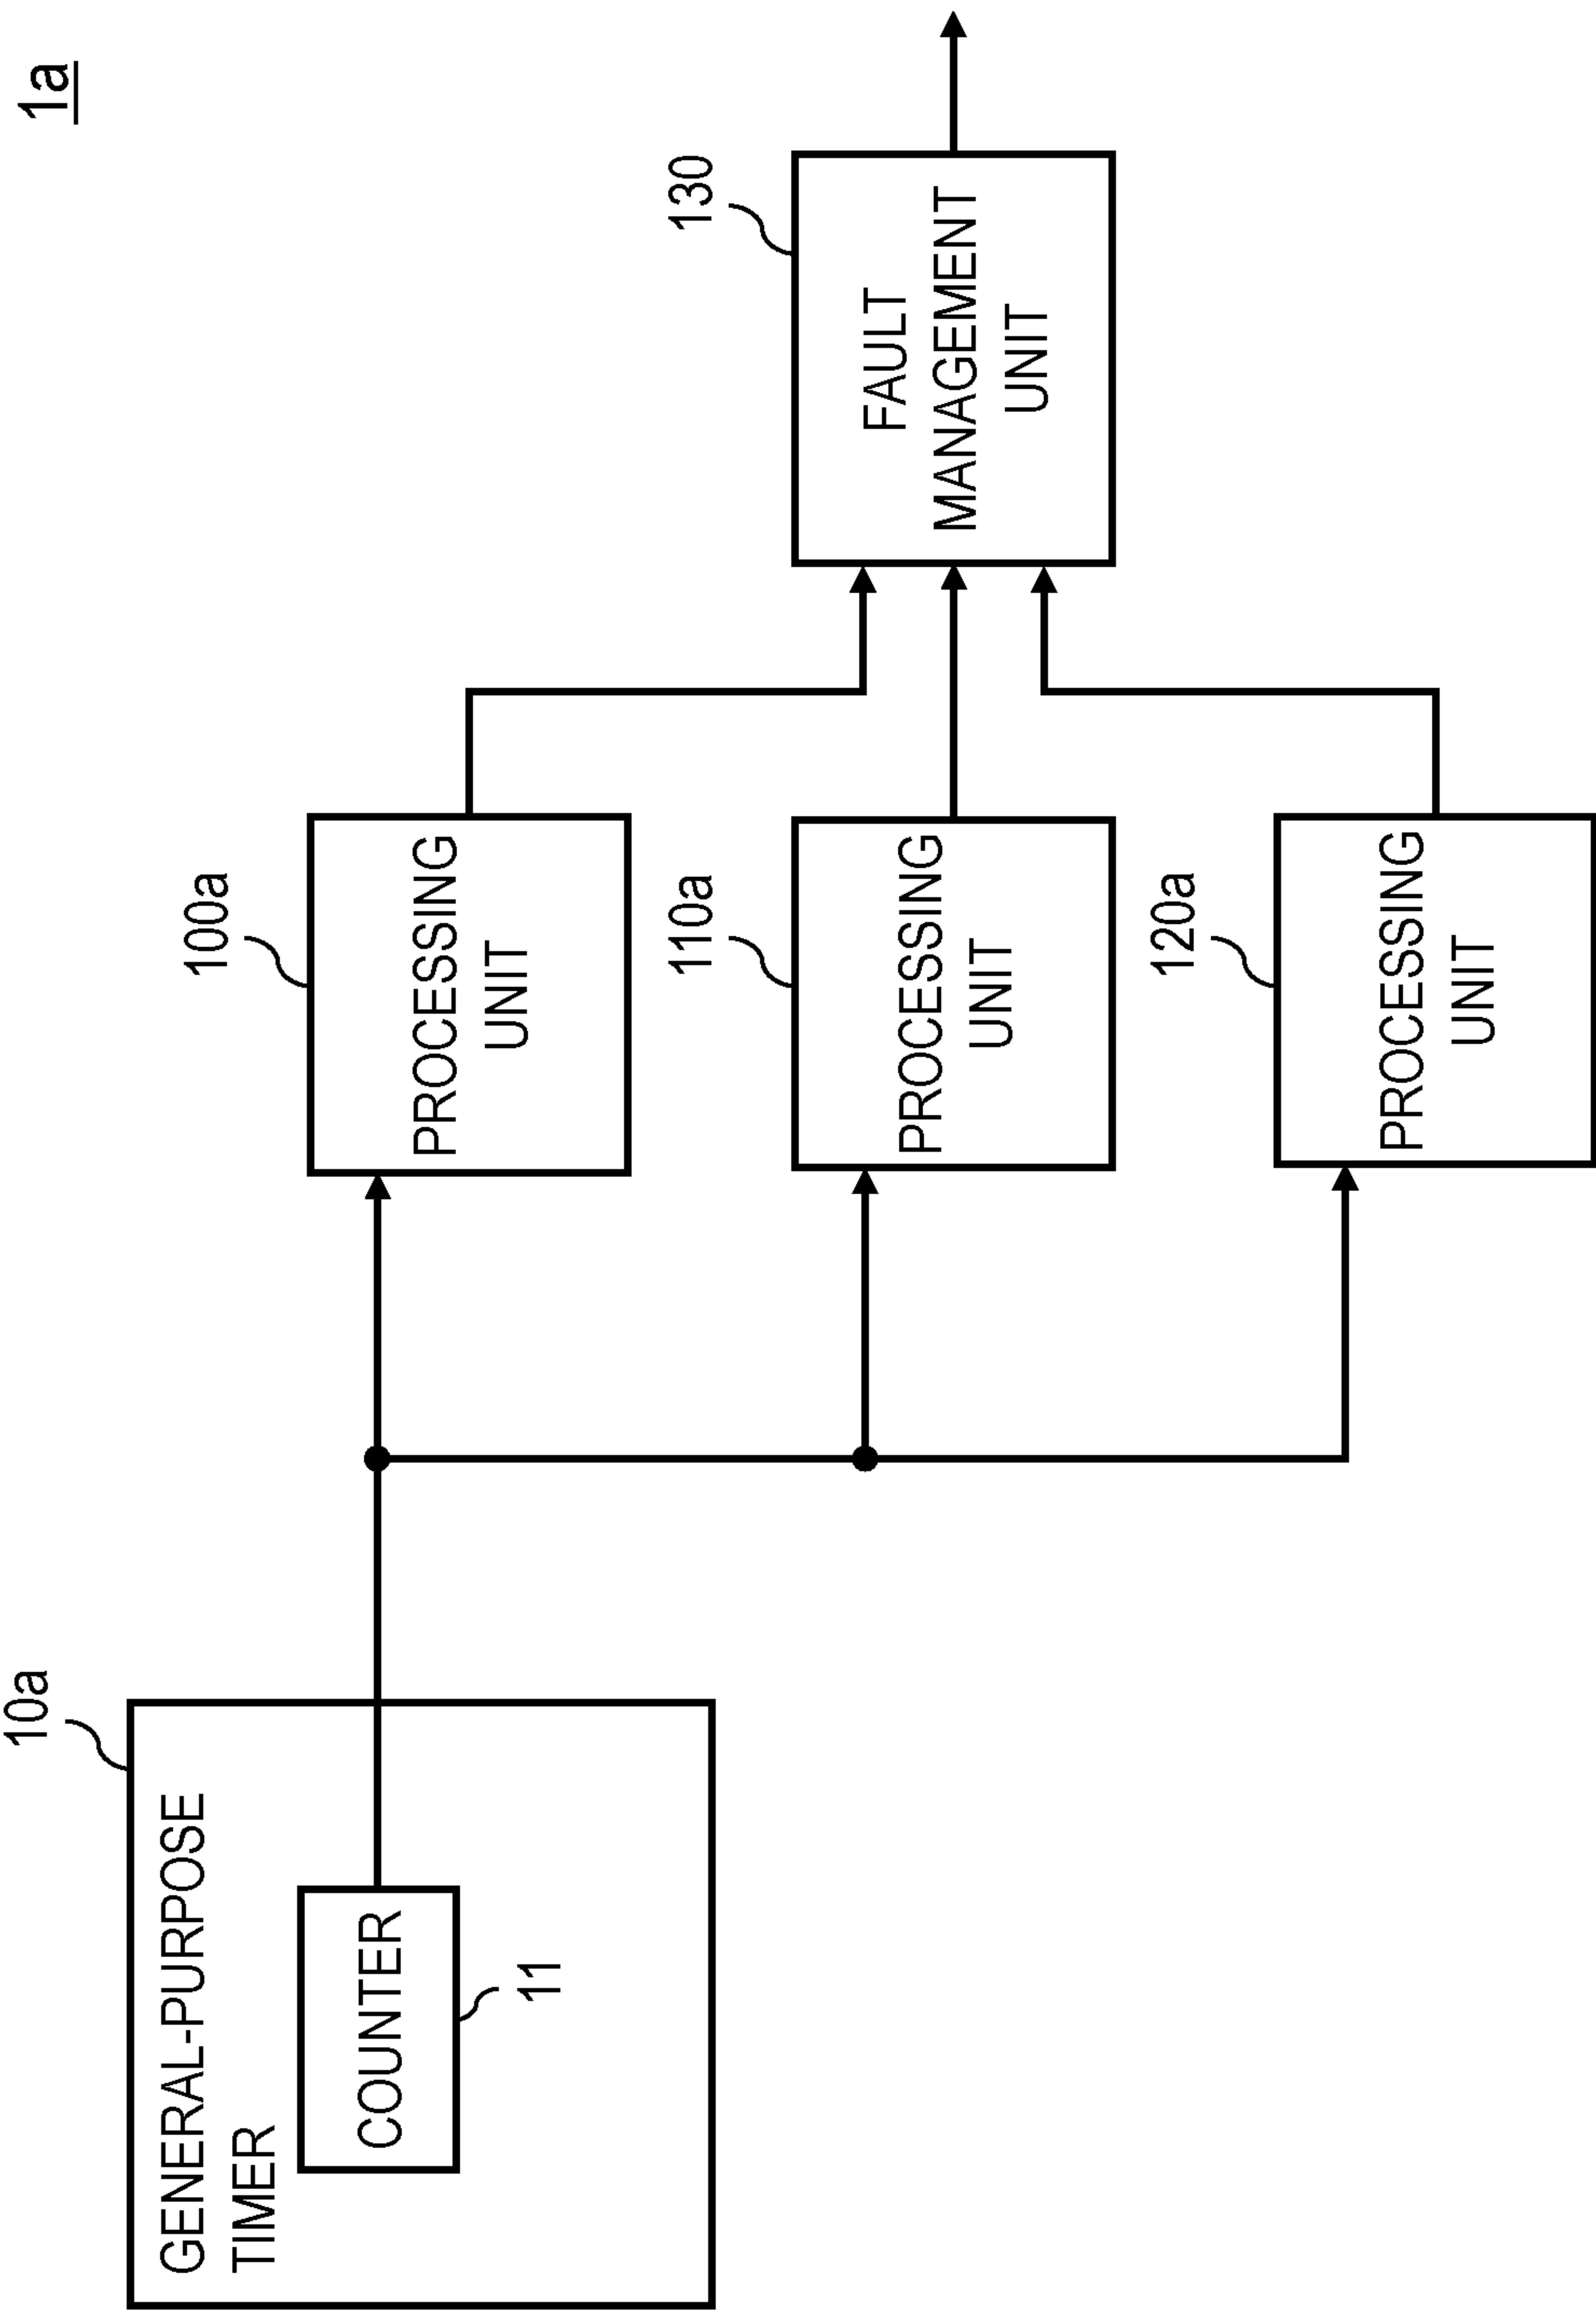 1a
10a
GENERAL-PURPOSE
TIMER
COUNTER
11
100a
PROCESSING
UNIT
110a
PROCESSING
UNIT
120a
PROCESSING
UNIT
130
FAULT
MANAGEMENT
UNIT